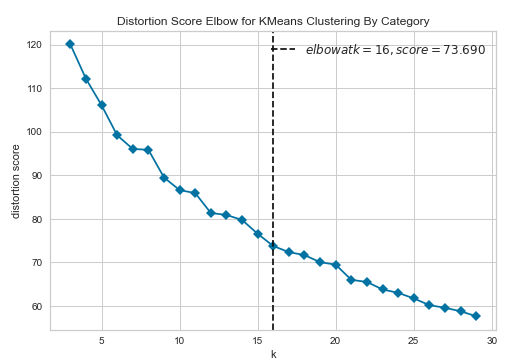 Distortion Score Elbow for KMeans Clustering By Category
elbowatk = 16, score = 73.690
distortion score
120
110
100
90
80
70
60
5 10 15 20 25 30
k